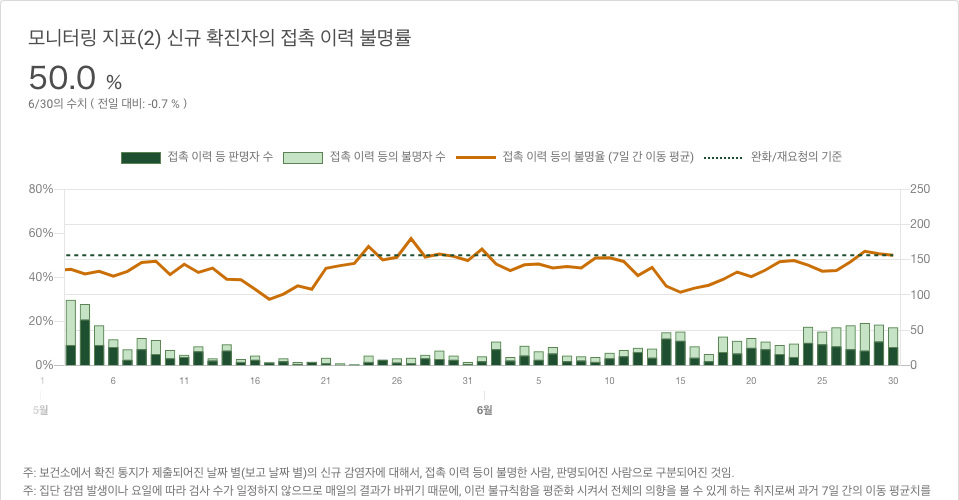 모니터링 지표(2) 신규 확진자의 접촉 이력 불명률
50.0 %
6/30의 수치 ( 전일 대비: -0.7 % )
접촉 이력 등 판명자 수 접촉 이력 등의 불명자 수 접촉 이력 등의 불명율 (7일 간 이동 평균) 완화/재요청의 기준
80% 250
200
60%
150
40%
100
20%
50
0% 0
1 6 11 16 21 26 31 5 10 15 20 25 30
5월 6월
주: 보건소에서 확진 통지가 제출되어진 날짜 별(보고 날짜 별)의 신규 감염자에 대해서, 접촉 이력 등이 불명한 사람, 판명되어진 사람으로 구분되어진 것임.
주: 집단 감염 발생이나 요일에 따라 검사 수가 일정하지 않으므로 매일의 결과가 바뀌기 때문에, 이런 불규칙함을 평준화 시켜서 전체의 의향을 볼 수 있게 하는 취지로써 과거 7일 간의 이동 평균치를